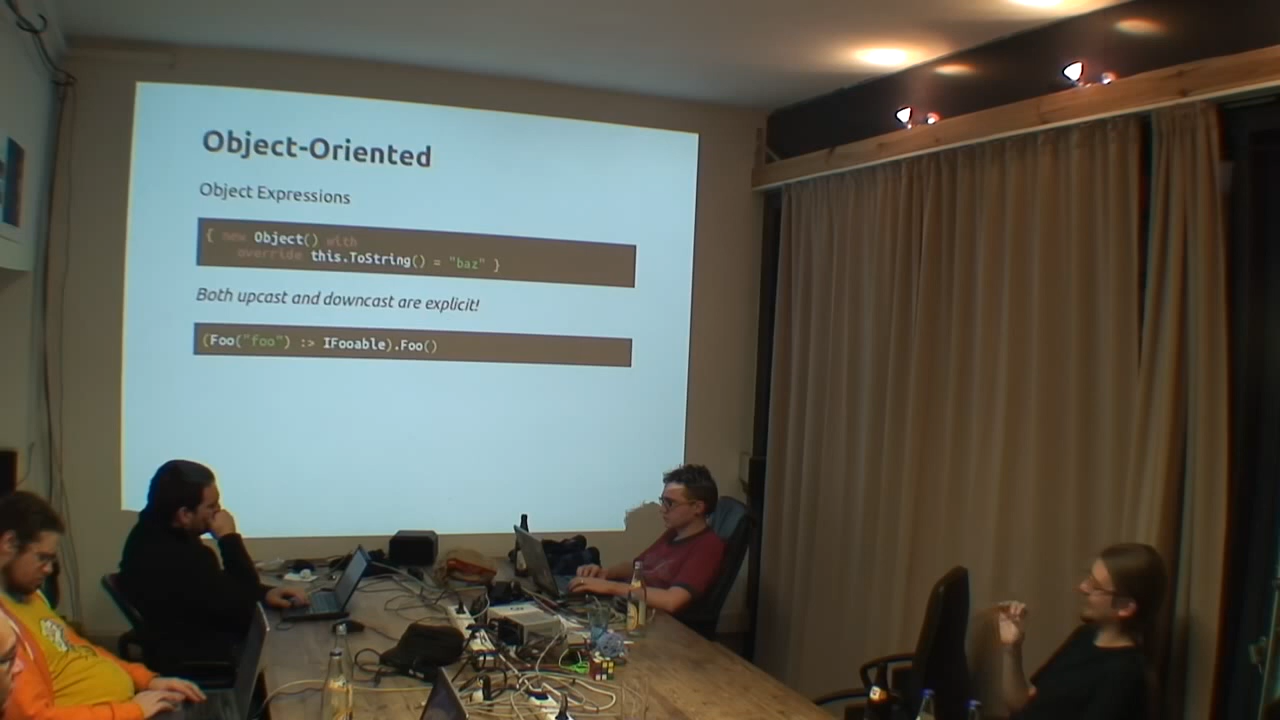 Object-Oriented
Object Expressions
{ new Object() with
override this.ToString() = "baz" }
Both upcast and downcast are explicit!
(Foo("foo") :> IFooable).Foo()